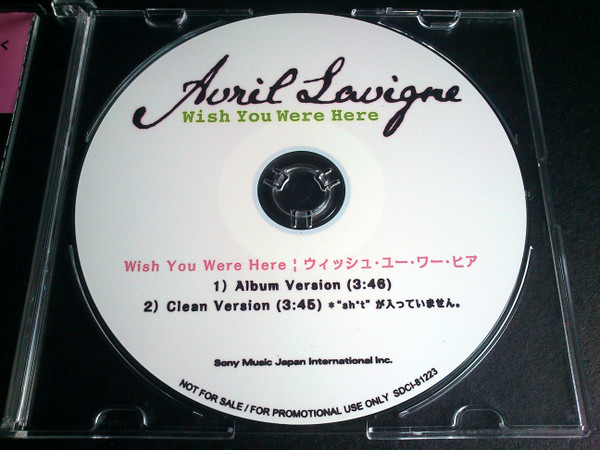 Avril Lavigne
Wish You Were Here
Wish You Were Here ¦ ウィッシュ・ユー・ワー・ヒア
1) Album Version (3:46)
2) Clean Version (3:45) *“sh*t” が入っていません。
Sony Music Japan International Inc.
NOT FOR SALE / FOR PROMOTIONAL USE ONLY SDCI-81223